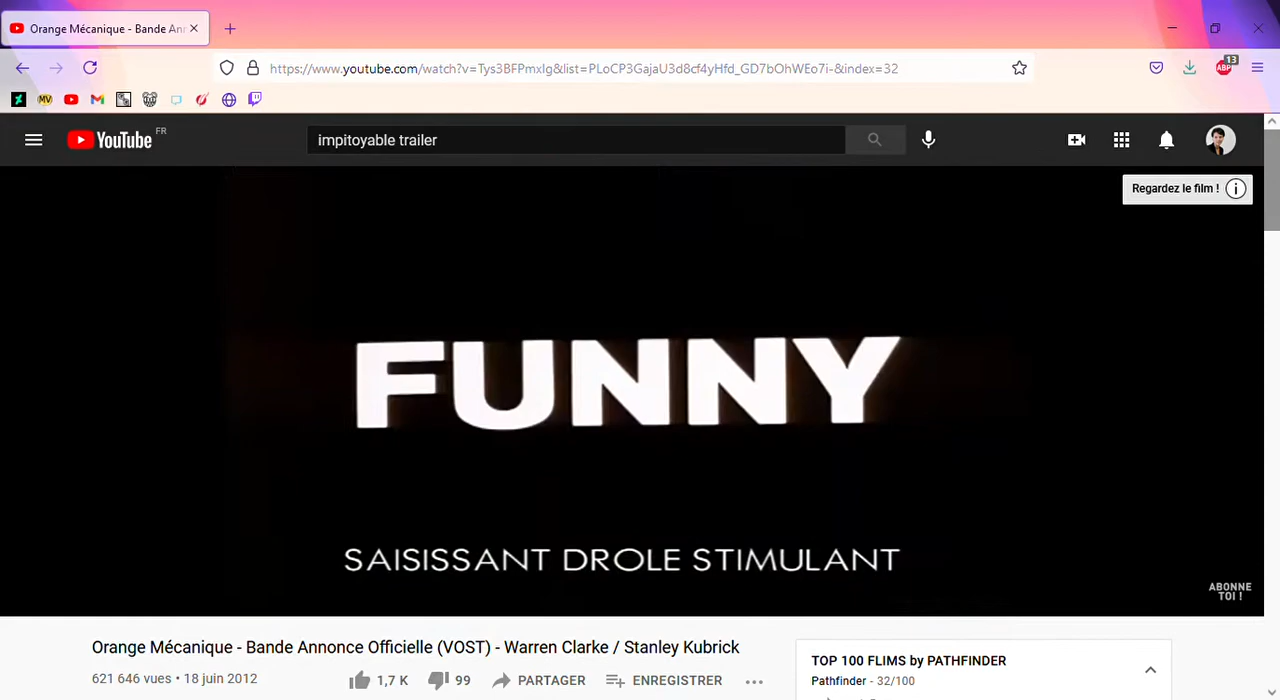 Orange Mécanique - Bande Ann
https://www.youtube.com/watch?v=Tys3BFPmxIg&list=PLoCP3GajaU3d8cf4yHfd_GD7bOhWEo7i-&index=32
13
ABP
MV
YouTube FR
impitoyable trailer
Regardez le film !
FUNNY
SAISISSANT DROLE STIMULANT
ABONNE
TOI !
Orange Mécanique - Bande Annonce Officielle (VOST) - Warren Clarke / Stanley Kubrick
621 646 vues • 18 juin 2012
1,7 K
99
PARTAGER
ENREGISTRER
TOP 100 FLIMS by PATHFINDER
Pathfinder - 32/100